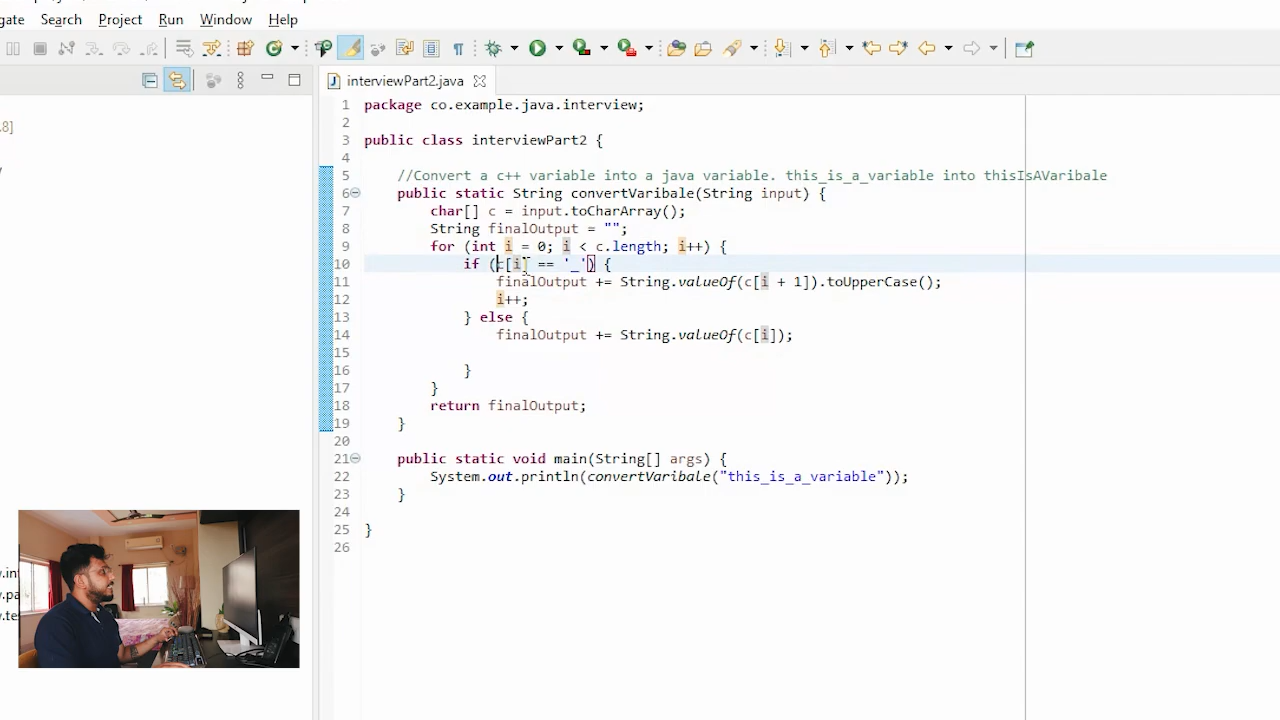 gate Search Project Run Window Help
interviewPart2.java
.8]
1 package co.example.java.interview;
2
3 public class interviewPart2 {
4
5 //Convert a c++ variable into a java variable. this_is_a_variable into thisIsAVaribale
6 public static String convertVaribale(String input) {
7 char[] c = input.toCharArray();
8 String finalOutput = "";
9 for (int i = 0; i < c.length; i++) {
10 if (c[i] == '_') {
11 finalOutput += String.valueOf(c[i + 1]).toUpperCase();
12 i++;
13 } else {
14 finalOutput += String.valueOf(c[i]);
15
16 }
17 }
18 return finalOutput;
19 }
20
21 public static void main(String[] args) {
22 System.out.println(convertVaribale("this_is_a_variable"));
23 }
24
25 }
26
w.in
v.pa
w.te